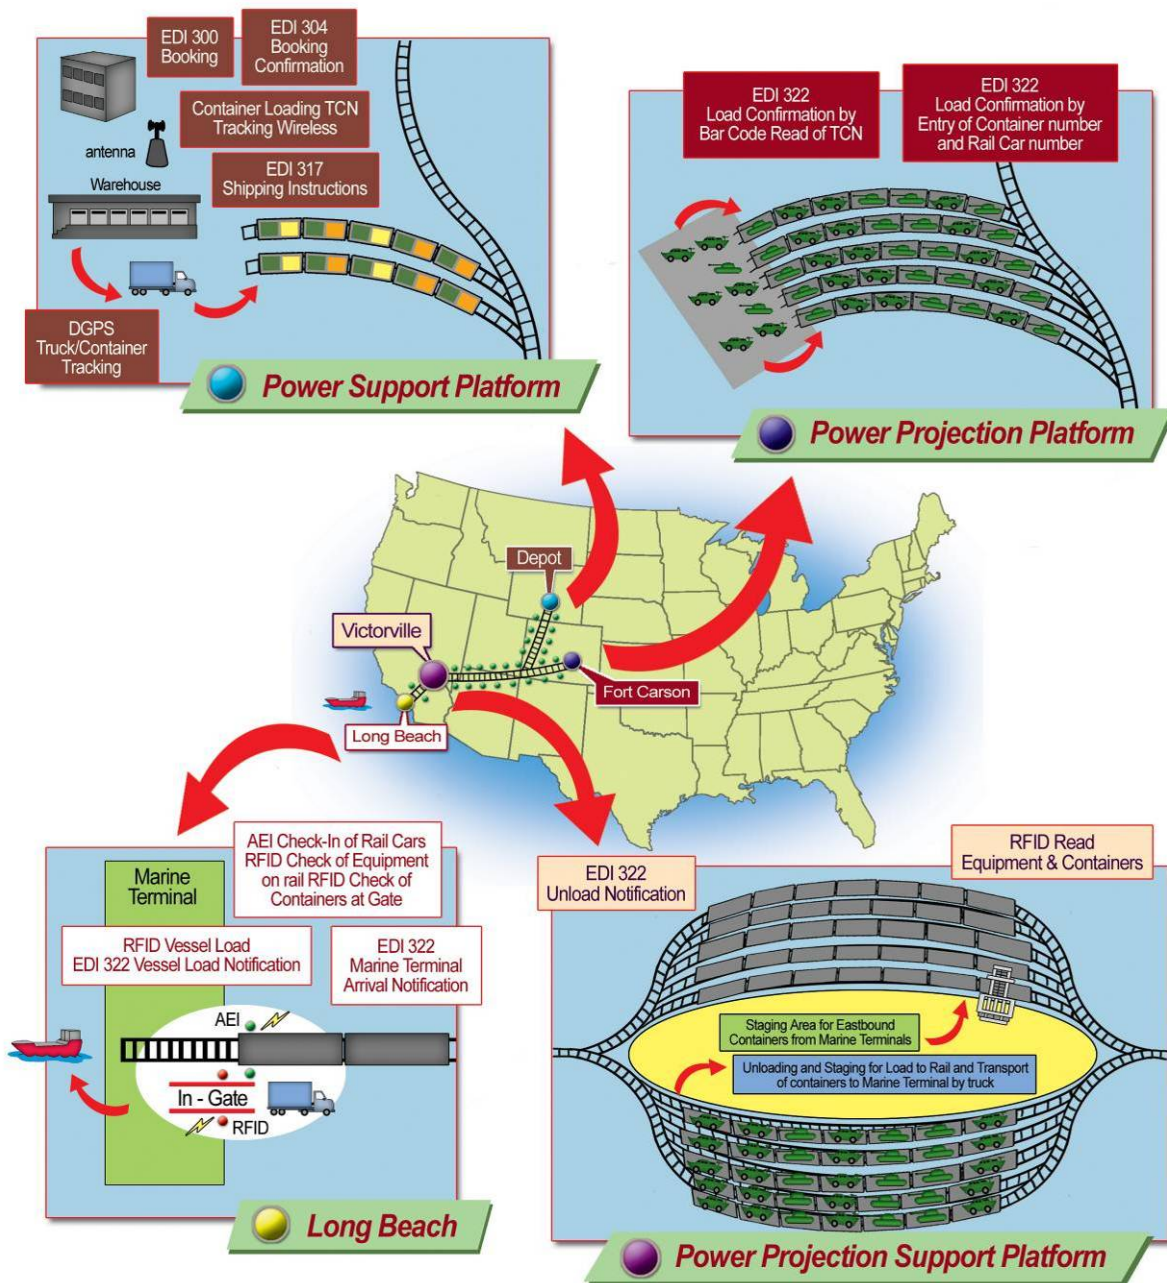 EDI 300
Booking
EDI 304
Booking
Confirmation
Container Loading TCN
Tracking Wireless
antenna
EDI 317
Shipping Instructions
Warehouse
DGPS
Truck/Container
Tracking
Power Support Platform
EDI 322
Load Confirmation by
Bar Code Read of TCN
EDI 322
Load Confirmation by
Entry of Container number
and Rail Car number
Power Projection Platform
Depot
Victorville
Fort Carson
Long Beach
AEI Check-In of Rail Cars
RFID Check of Equipment
on rail RFID Check of
Containers at Gate
Marine
Terminal
RFID Vessel Load
EDI 322 Vessel Load Notification
EDI 322
Marine Terminal
Arrival Notification
AEI
In - Gate
RFID
Long Beach
EDI 322
Unload Notification
RFID Read
Equipment & Containers
Staging Area for Eastbound
Containers from Marine Terminals
Unloading and Staging for Load to Rail and Transport
of containers to Marine Terminal by truck
Power Projection Support Platform